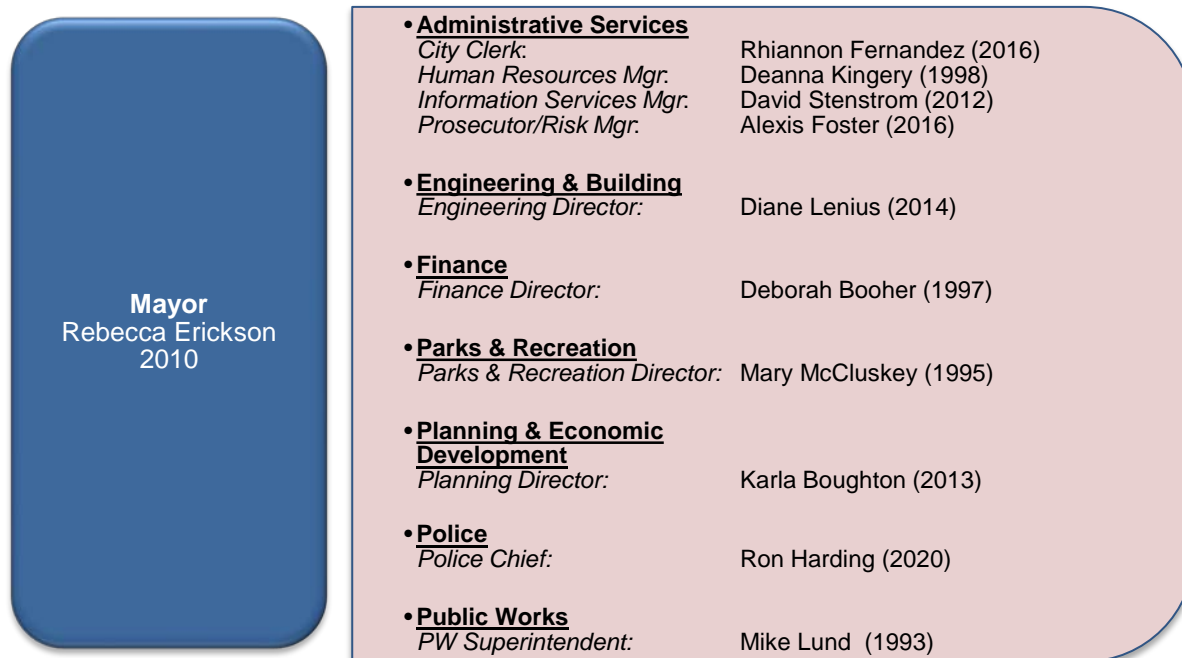 Mayor
Rebecca Erickson
2010
• Administrative Services
City Clerk: Rhiannon Fernandez (2016)
Human Resources Mgr: Deanna Kingery (1998)
Information Services Mgr: David Stenstrom (2012)
Prosecutor/Risk Mgr: Alexis Foster (2016)
• Engineering & Building
Engineering Director: Diane Lenius (2014)
• Finance
Finance Director: Deborah Booher (1997)
• Parks & Recreation
Parks & Recreation Director: Mary McCluskey (1995)
• Planning & Economic
Development
Planning Director: Karla Boughton (2013)
• Police
Police Chief: Ron Harding (2020)
• Public Works
PW Superintendent: Mike Lund (1993)